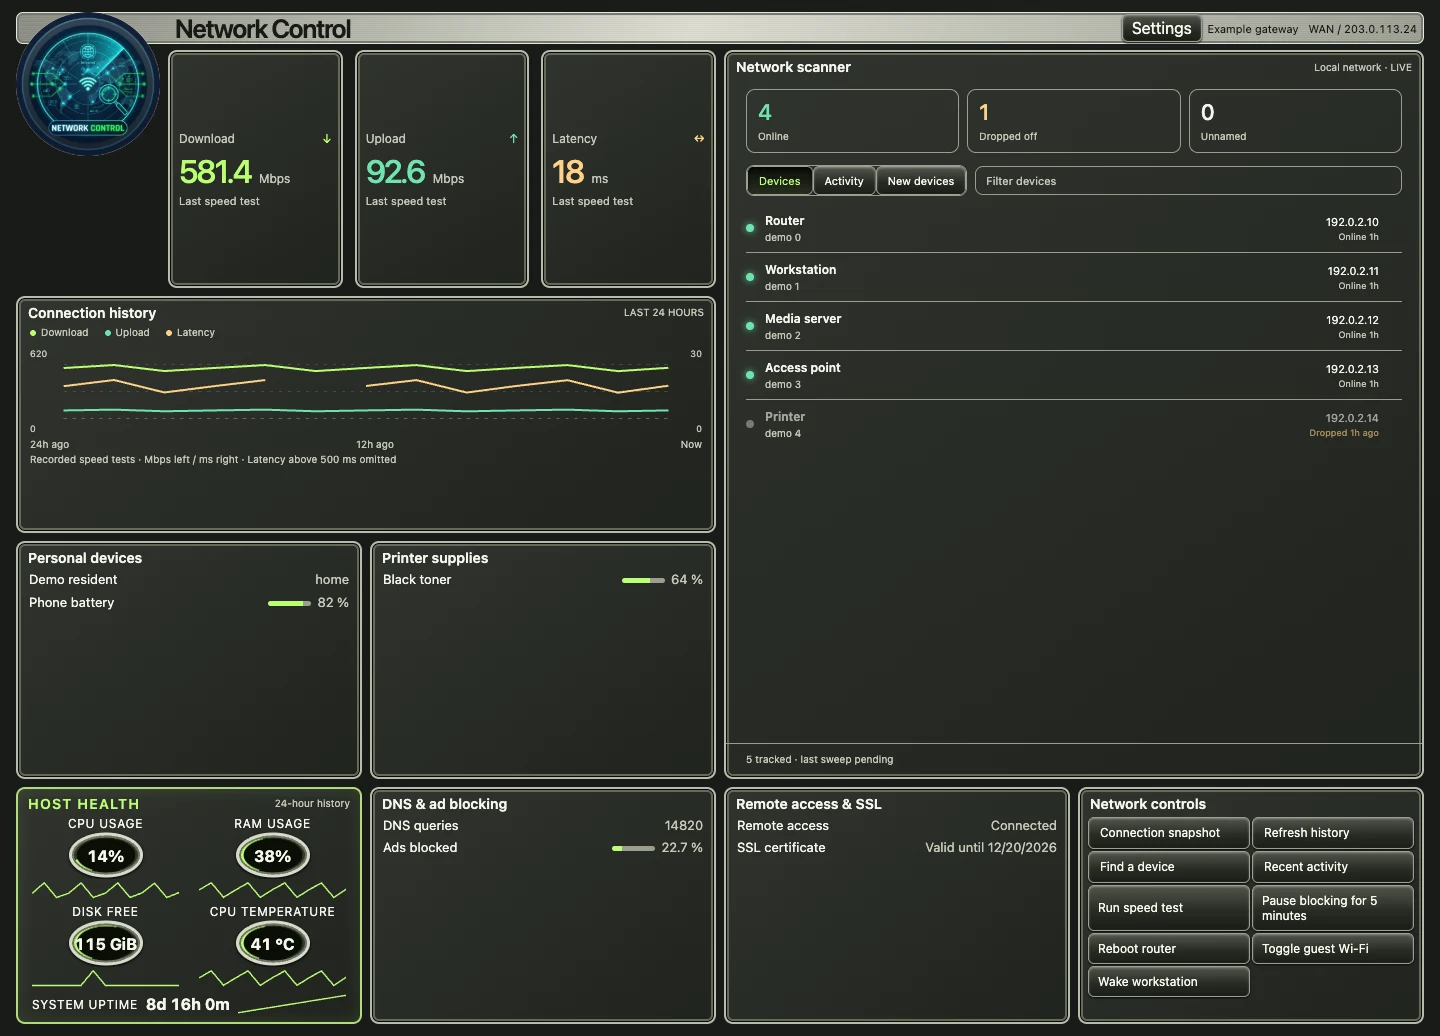 Network Control
Settings
Example gateway WAN / 203.0.113.24
NETWORK CONTROL
Download ↓
581.4 Mbps
Last speed test
Upload ↑
92.6 Mbps
Last speed test
Latency ↔
18 ms
Last speed test
Connection history
LAST 24 HOURS
Download Upload Latency
620 30
0 0
24h ago 12h ago Now
Recorded speed tests · Mbps left / ms right · Latency above 500 ms omitted
Personal devices
Demo resident home
Phone battery 82 %
Printer supplies
Black toner 64 %
Network scanner
Local network · LIVE
4
Online
1
Dropped off
0
Unnamed
Devices Activity New devices Filter devices
Router 192.0.2.10
demo 0 Online 1h
Workstation 192.0.2.11
demo 1 Online 1h
Media server 192.0.2.12
demo 2 Online 1h
Access point 192.0.2.13
demo 3 Online 1h
Printer 192.0.2.14
demo 4 Dropped 1h ago
5 tracked · last sweep pending
HOST HEALTH 24-hour history
CPU USAGE RAM USAGE
14% 38%
DISK FREE CPU TEMPERATURE
115 GiB 41 °C
SYSTEM UPTIME 8d 16h 0m
DNS & ad blocking
DNS queries 14820
Ads blocked 22.7 %
Remote access & SSL
Remote access Connected
SSL certificate Valid until 12/20/2026
Network controls
Connection snapshot Refresh history
Find a device Recent activity
Run speed test Pause blocking for 5
minutes
Reboot router Toggle guest Wi-Fi
Wake workstation